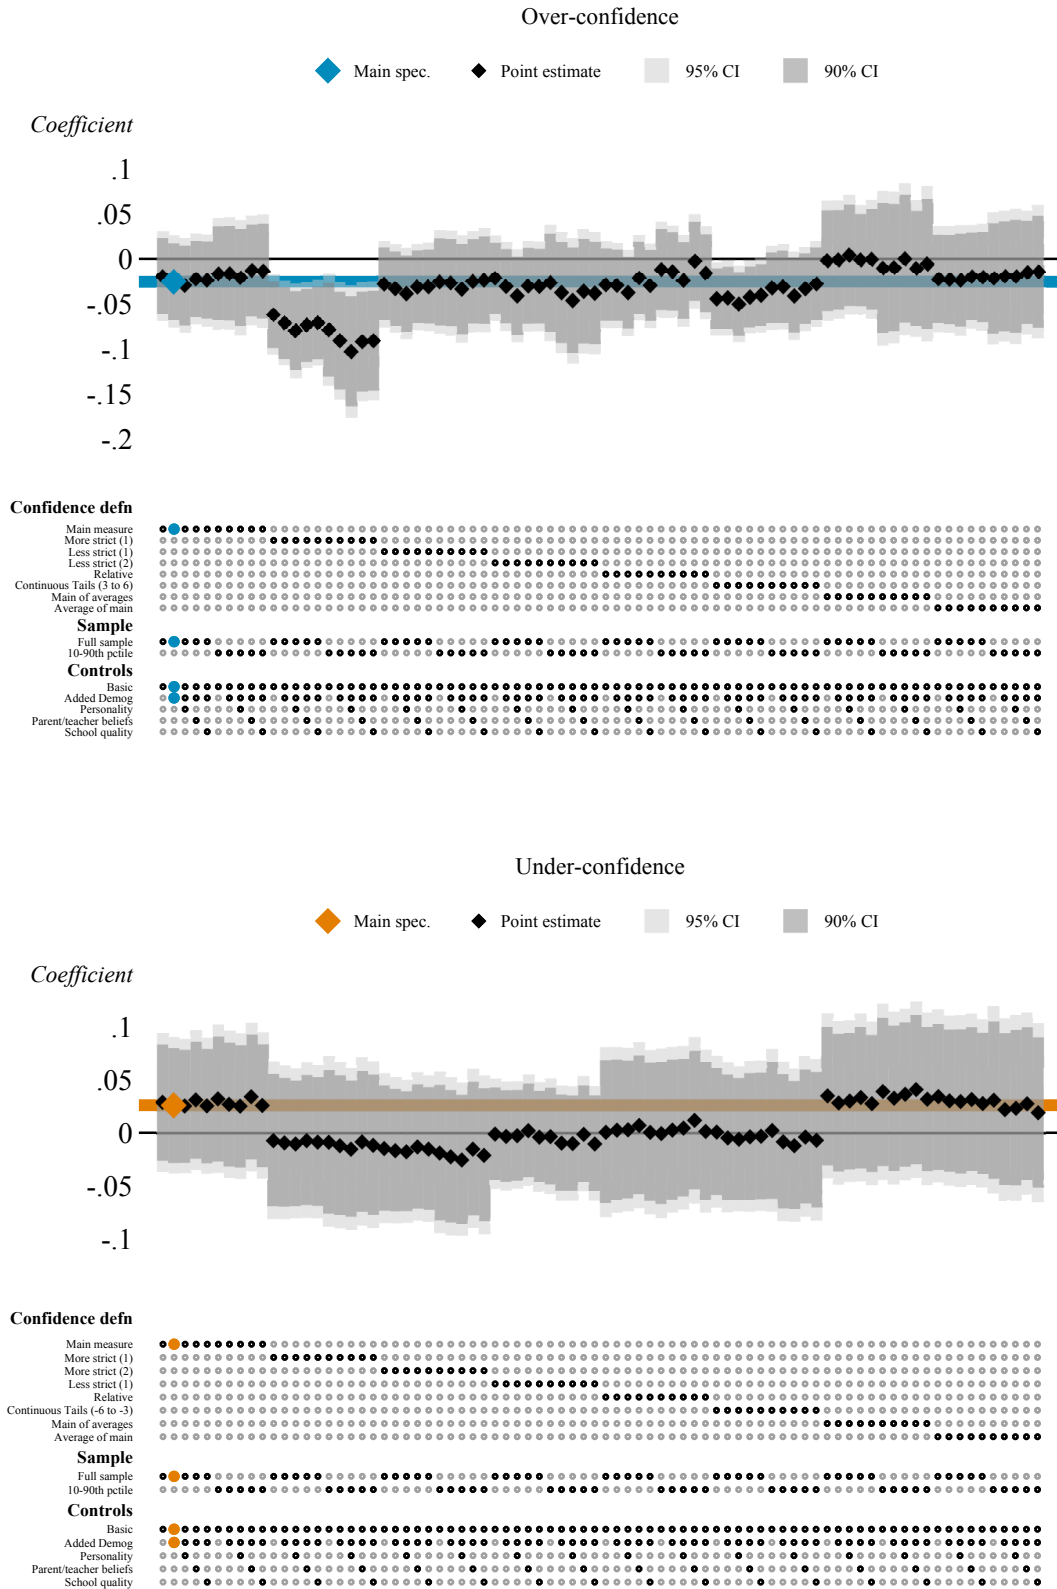 Over-confidence
Main spec. Point estimate 95% CI 90% CI
Coefficient
.1
.05
0
-.05
-.1
-.15
-.2
Confidence defn
Main measure
More strict (1)
Less strict (1)
Less strict (2)
Relative
Continuous Tails (3 to 6)
Main of averages
Average of main
Sample
Full sample
10-90th pctile
Controls
Basic
Added Demog
Personality
Parent/teacher beliefs
School quality
Under-confidence
Main spec. Point estimate 95% CI 90% CI
Coefficient
.1
.05
0
-.05
-.1
Confidence defn
Main measure
More strict (1)
More strict (2)
Less strict (1)
Relative
Continuous Tails (-6 to -3)
Main of averages
Average of main
Sample
Full sample
10-90th pctile
Controls
Basic
Added Demog
Personality
Parent/teacher beliefs
School quality